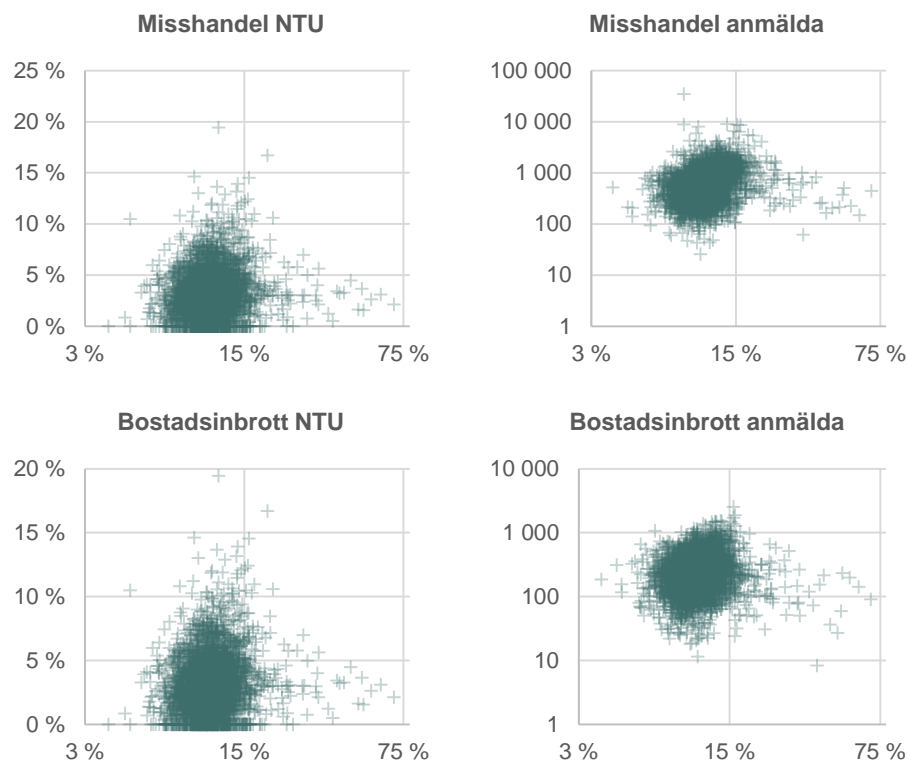 Misshandel NTU
25 %
20 %
15 %
10 %
5 %
0 %
3 % 15 % 75 %
Misshandel anmälda
100 000
10 000
1 000
100
10
1
3 % 15 % 75 %
Bostadsinbrott NTU
20 %
15 %
10 %
5 %
0 %
3 % 15 % 75 %
Bostadsinbrott anmälda
10 000
1 000
100
10
1
3 % 15 % 75 %